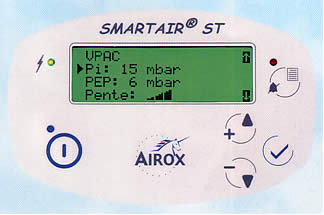 SMARTAIR® ST
VPAC
Pi: 15 mbar
PEP: 6 mbar
Pente:
AIROX
+
−